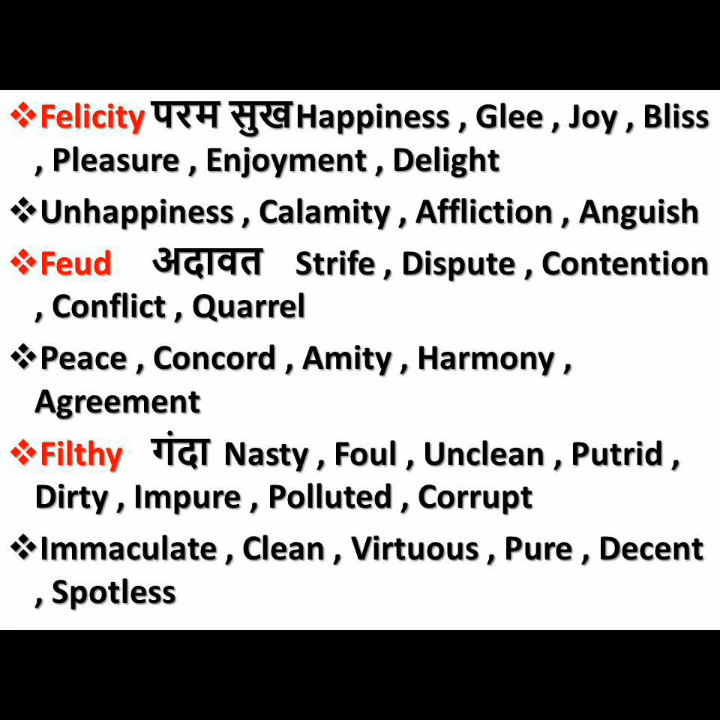 ❖Felicity परम सुख Happiness , Glee , Joy , Bliss
, Pleasure , Enjoyment , Delight
❖Unhappiness , Calamity , Affliction , Anguish
❖Feud अदावत Strife , Dispute , Contention
, Conflict , Quarrel
❖Peace , Concord , Amity , Harmony ,
Agreement
❖Filthy गंदा Nasty , Foul , Unclean , Putrid ,
Dirty , Impure , Polluted , Corrupt
❖Immaculate , Clean , Virtuous , Pure , Decent
, Spotless